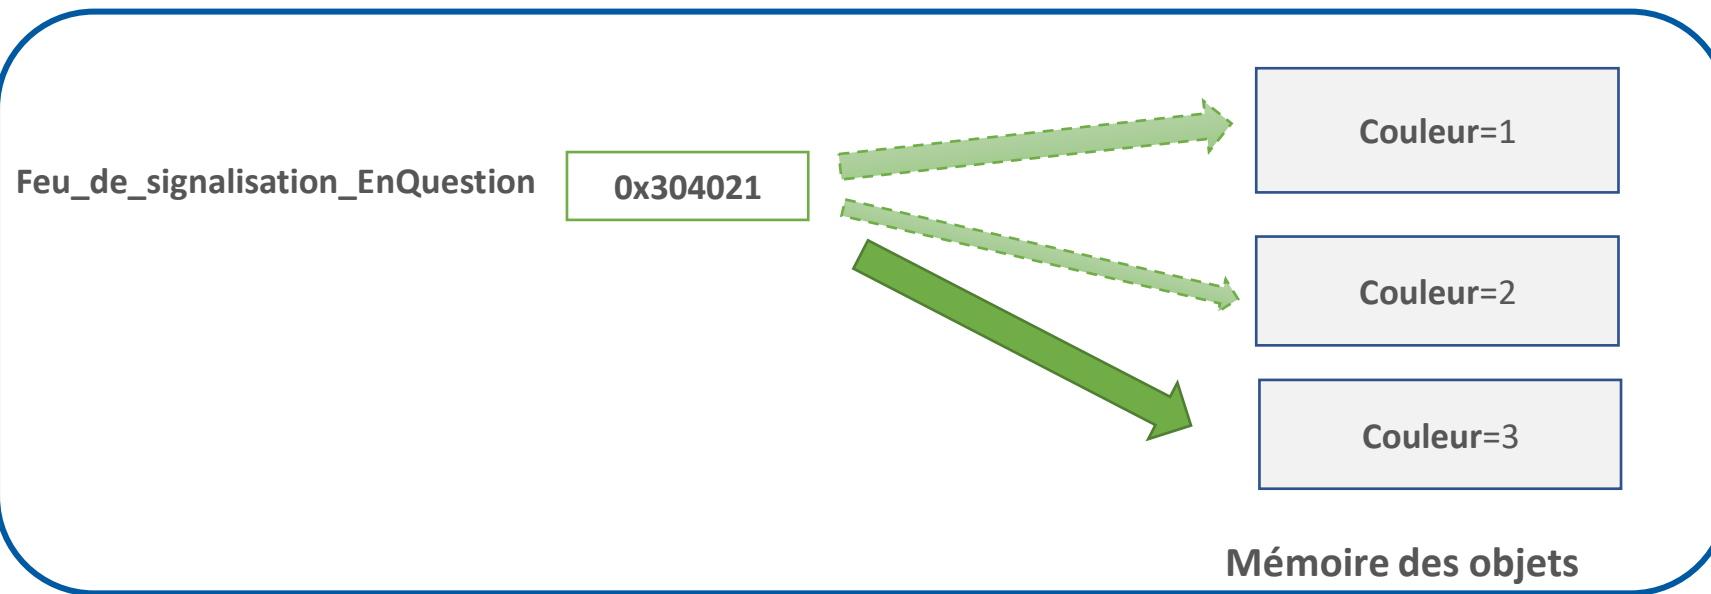 Feu_de_signalisation_EnQuestion
0x304021
Couleur=1
Couleur=2
Couleur=3
Mémoire des objets